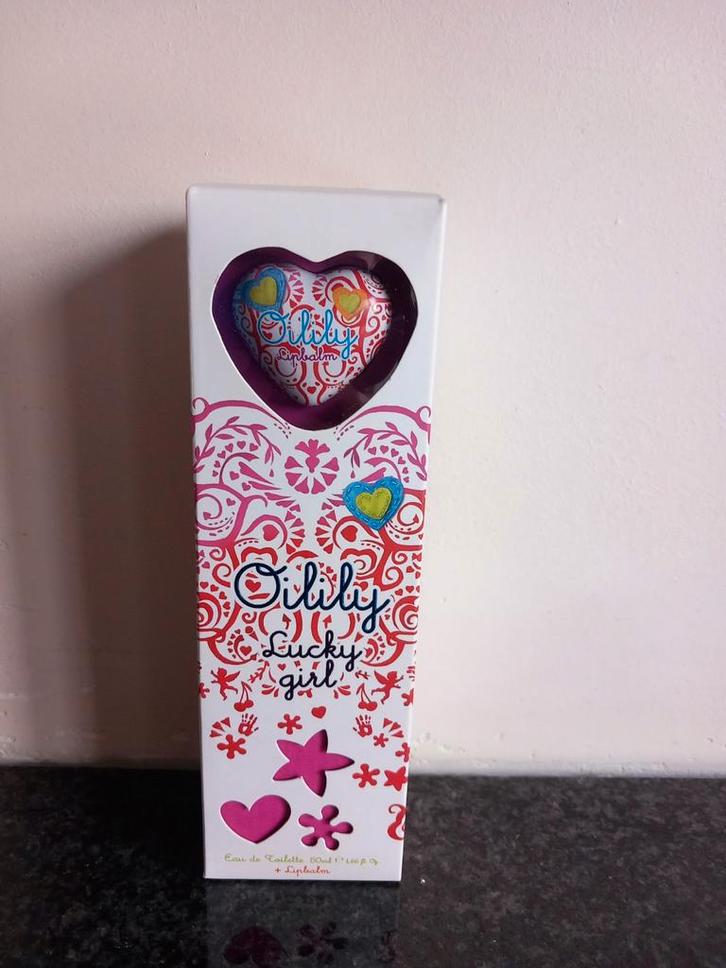 Oilily
Lipbalm
Oilily
Lucky
girl
Eau de Toilette 50ml
+ Lipbalm